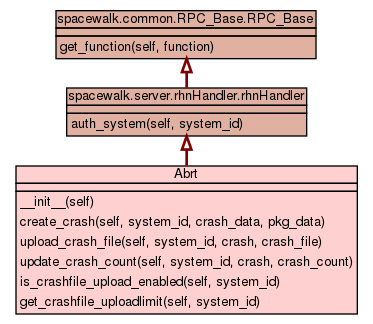 spacewalk.common.RPC_Base.RPC_Base
get_function(self, function)
spacewalk.server.rhnHandler.rhnHandler
auth_system(self, system_id)
Abrt
__init__(self)
create_crash(self, system_id, crash_data, pkg_data)
upload_crash_file(self, system_id, crash, crash_file)
update_crash_count(self, system_id, crash, crash_count)
is_crashfile_upload_enabled(self, system_id)
get_crashfile_uploadlimit(self, system_id)